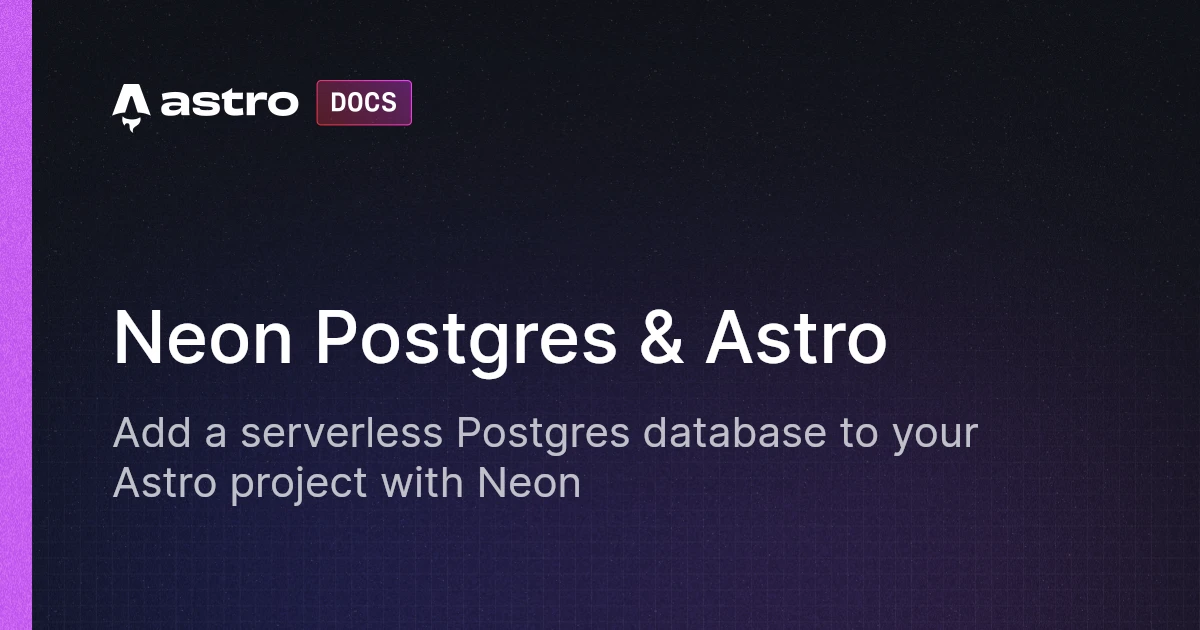 astro DOCS
Neon Postgres & Astro
Add a serverless Postgres database to your
Astro project with Neon